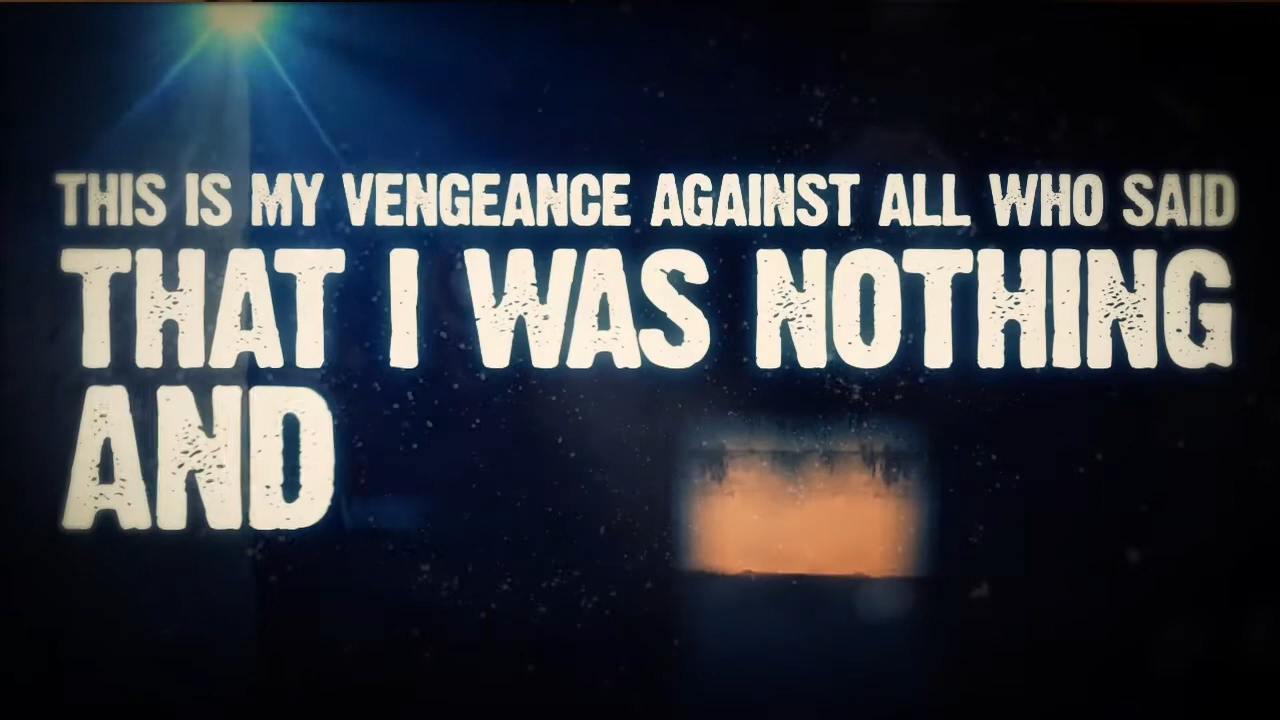 THIS IS MY VENGEANCE AGAINST ALL WHO SAID
THAT I WAS NOTHING
AND